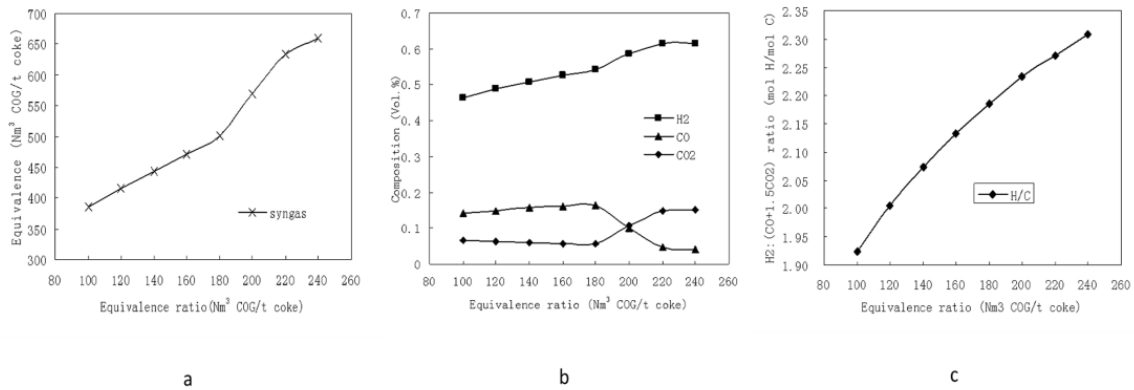 Equivalence (Nm³ COG/t coke)
700
650
600
550
500
450
400
350
300
syngas
80 100 120 140 160 180 200 220 240 260
Equivalence ratio(Nm³ COG/t coke)
a
Composition (Vol.%)
0.7
0.6
0.5
0.4
0.3
0.2
0.1
0
H2
CO
CO2
80 100 120 140 160 180 200 220 240 260
Equivalence ratio (Nm³ COG/t coke)
b
H2:(CO+1.5CO2) ratio (mol H/mol C)
2.35
2.30
2.25
2.20
2.15
2.10
2.05
2.00
1.95
1.90
H/C
80 100 120 140 160 180 200 220 240 260
Equivalence ratio (Nm3 COG/t coke)
c